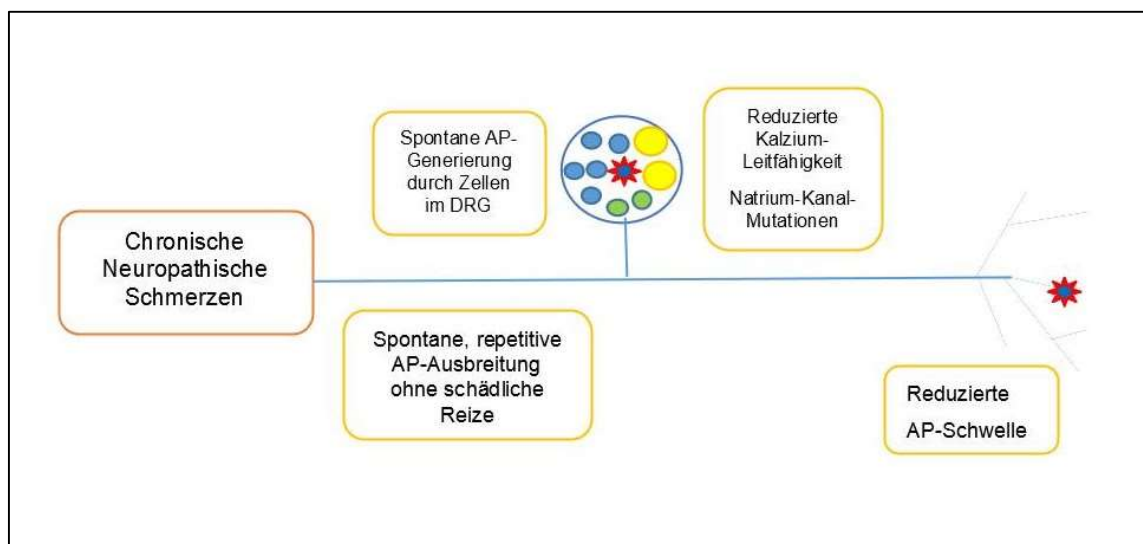 Spontane AP-
Generierung
durch Zellen
im DRG
Reduzierte
Kalzium-
Leitfähigkeit
Natrium-Kanal-
Mutationen
Chronische
Neuropathische
Schmerzen
Spontane, repetitive
AP-Ausbreitung
ohne schädliche
Reize
Reduzierte
AP-Schwelle